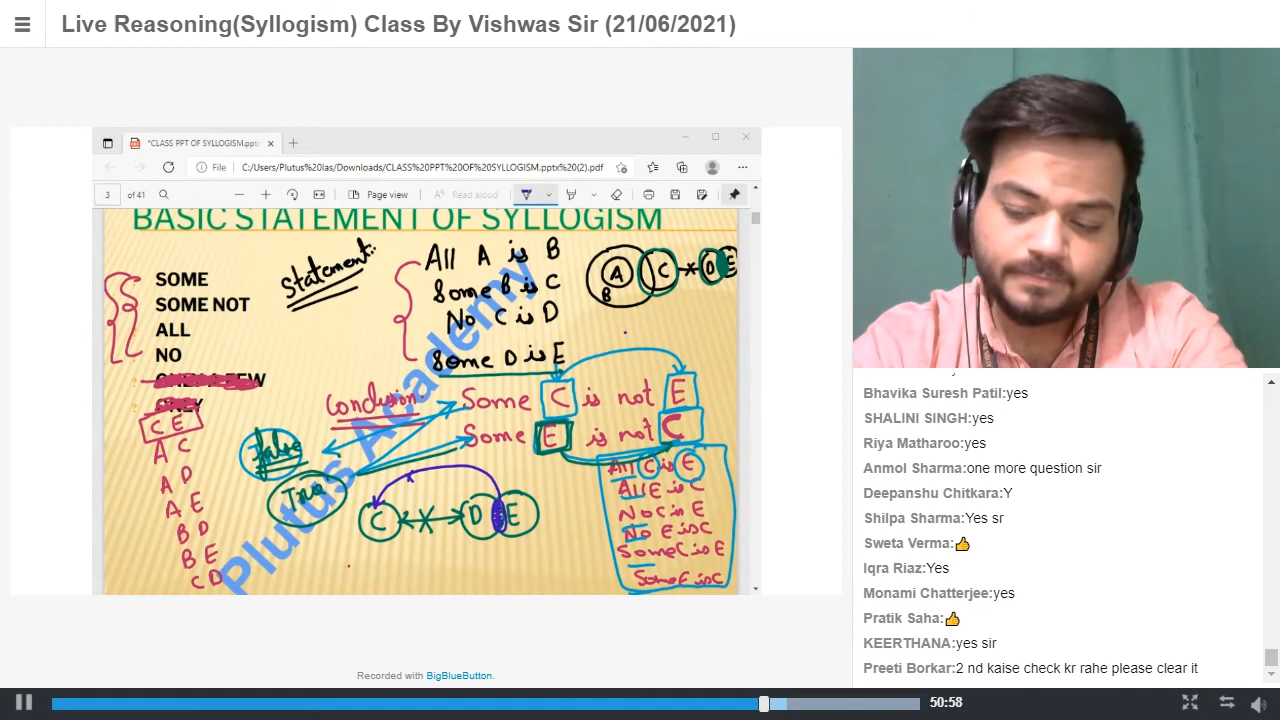 Live Reasoning(Syllogism) Class By Vishwas Sir (21/06/2021)
*CLASS PPT OF SYLLOGISM.pptx
File
C:/Users/Plutus%20Ias/Downloads/CLASS%20PPT%20OF%20SYLLOGISM.pptx%20(2).pdf
3 of 41
Page view
Read aloud
BASIC STATEMENT OF SYLLOGISM
SOME
SOME NOT
ALL
NO
Statement:
All A is B
Some B is C
No C is D
Some D is E
A B C D E
Conclusion
Some C is not E
Some E is not C
False
True
C D E
C E
A C
A D
A E
B D
B E
C D
All C is E
All E is C
No C is E
No E is C
Some C is E
Some E is C
Plutus Academy
Recorded with BigBlueButton.
Bhavika Suresh Patil:yes
SHALINI SINGH:yes
Riya Matharoo:yes
Anmol Sharma:one more question sir
Deepanshu Chitkara:Y
Shilpa Sharma:Yes sr
Sweta Verma:👍
Iqra Riaz:Yes
Monami Chatterjee:yes
Pratik Saha:👍
KEERTHANA:yes sir
Preeti Borkar:2 nd kaise check kr rahe please clear it
50:58